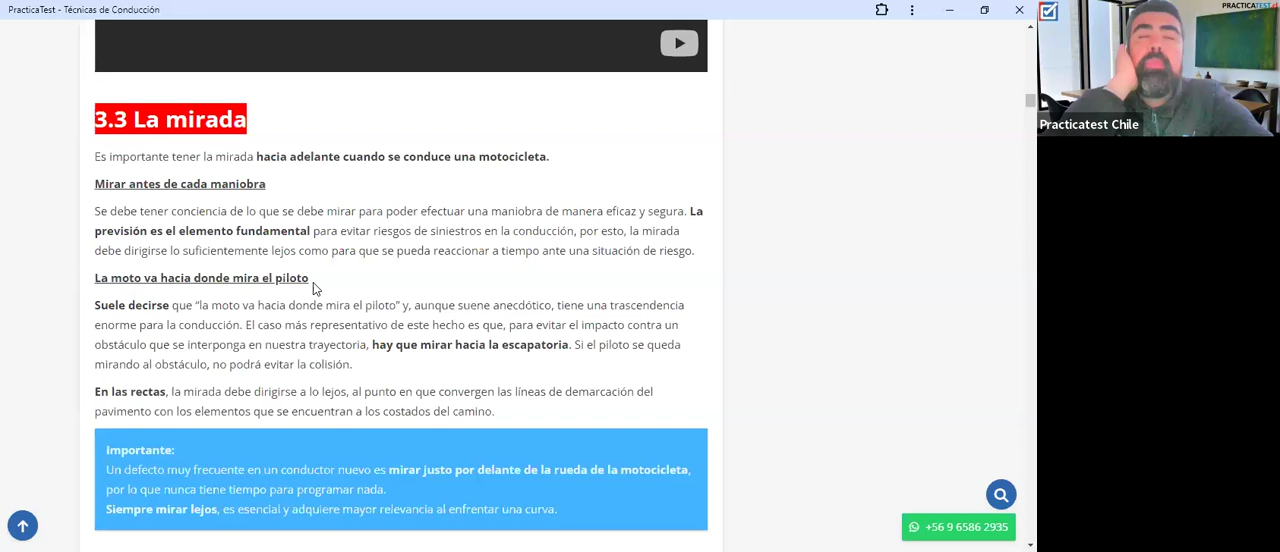 PracticaTest - Técnicas de Conducción
PRACTICATEST.cl
Practicatest Chile
3.3 La mirada
Es importante tener la mirada hacia adelante cuando se conduce una motocicleta.
Mirar antes de cada maniobra
Se debe tener conciencia de lo que se debe mirar para poder efectuar una maniobra de manera eficaz y segura. La
previsión es el elemento fundamental para evitar riesgos de siniestros en la conducción, por esto, la mirada
debe dirigirse lo suficientemente lejos como para que se pueda reaccionar a tiempo ante una situación de riesgo.
La moto va hacia donde mira el piloto
Suele decirse que “la moto va hacia donde mira el piloto” y, aunque suene anecdótico, tiene una trascendencia
enorme para la conducción. El caso más representativo de este hecho es que, para evitar el impacto contra un
obstáculo que se interponga en nuestra trayectoria, hay que mirar hacia la escapatoria. Si el piloto se queda
mirando al obstáculo, no podrá evitar la colisión.
En las rectas, la mirada debe dirigirse a lo lejos, al punto en que convergen las líneas de demarcación del
pavimento con los elementos que se encuentran a los costados del camino.
Importante:
Un defecto muy frecuente en un conductor nuevo es mirar justo por delante de la rueda de la motocicleta,
por lo que nunca tiene tiempo para programar nada.
Siempre mirar lejos, es esencial y adquiere mayor relevancia al enfrentar una curva.
+56 9 6586 2935